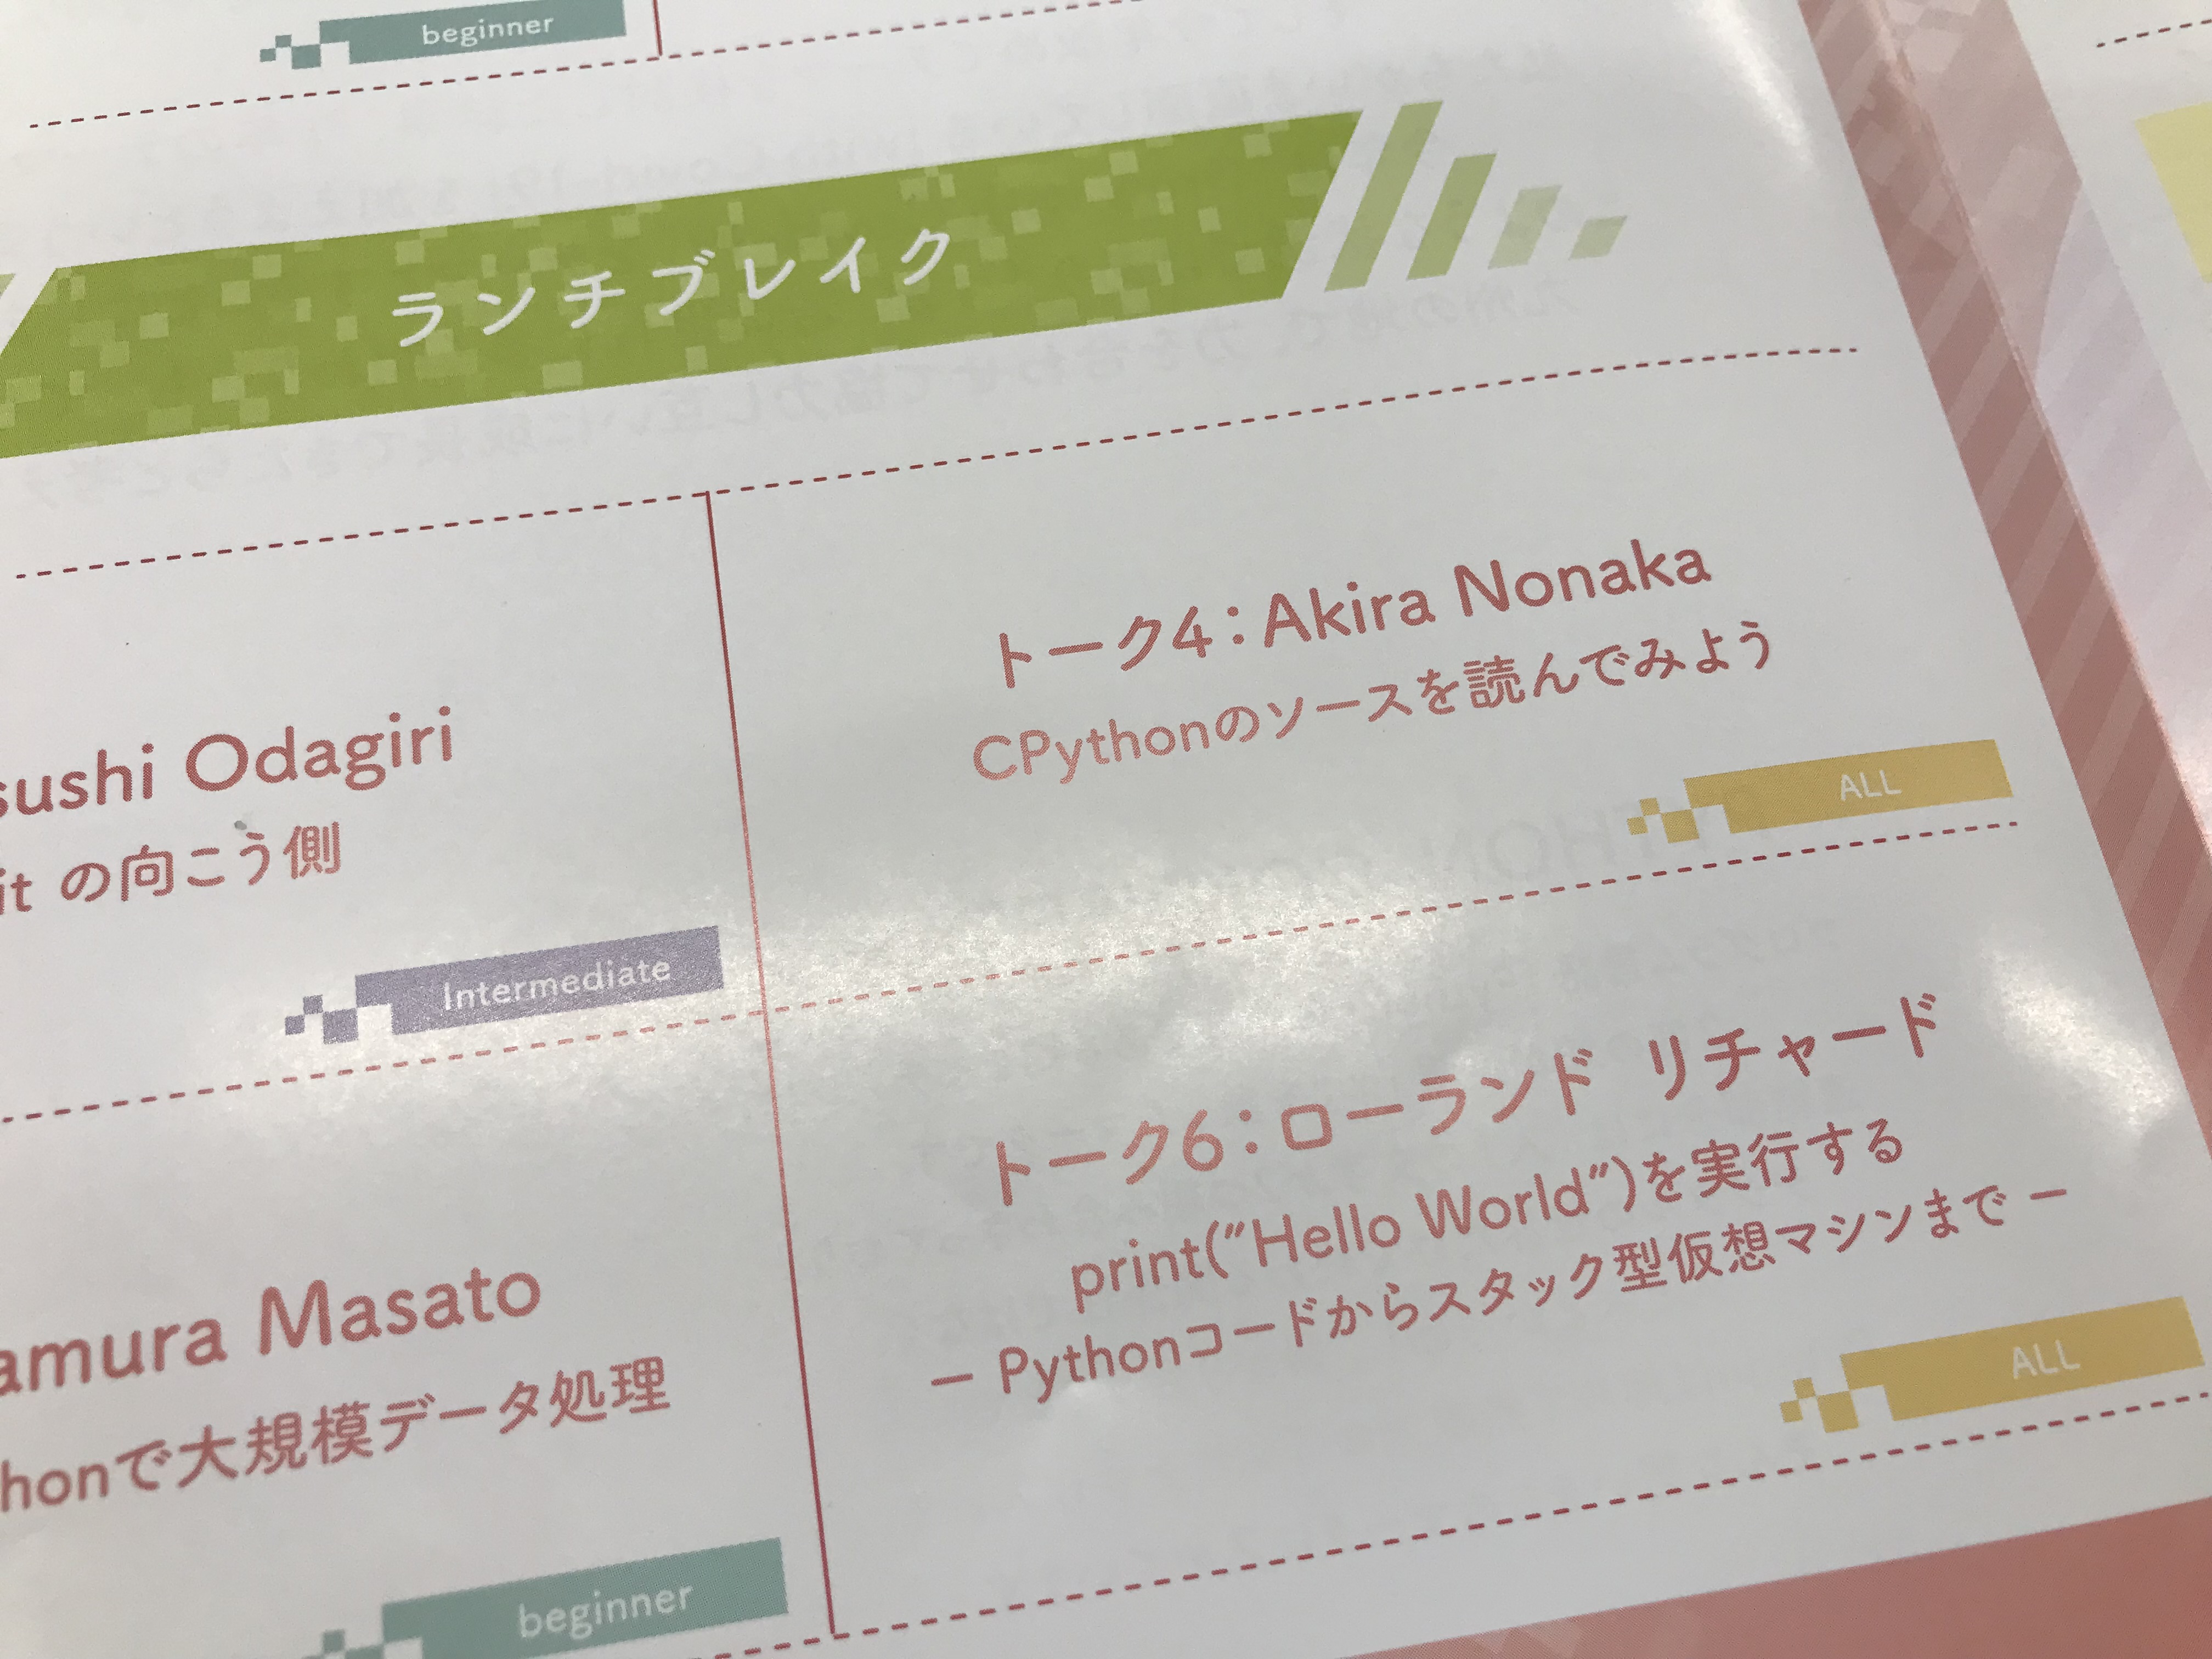 beginner
ランチブレイク
sushi Odagiri
it の向こう側
Intermediate
トーク4：Akira Nonaka
CPythonのソースを読んでみよう
ALL
amura Masato
honで大規模データ処理
beginner
トーク6：ローランド リチャード
print("Hello World")を実行する
ー Pythonコードからスタック型仮想マシンまで ー
ALL